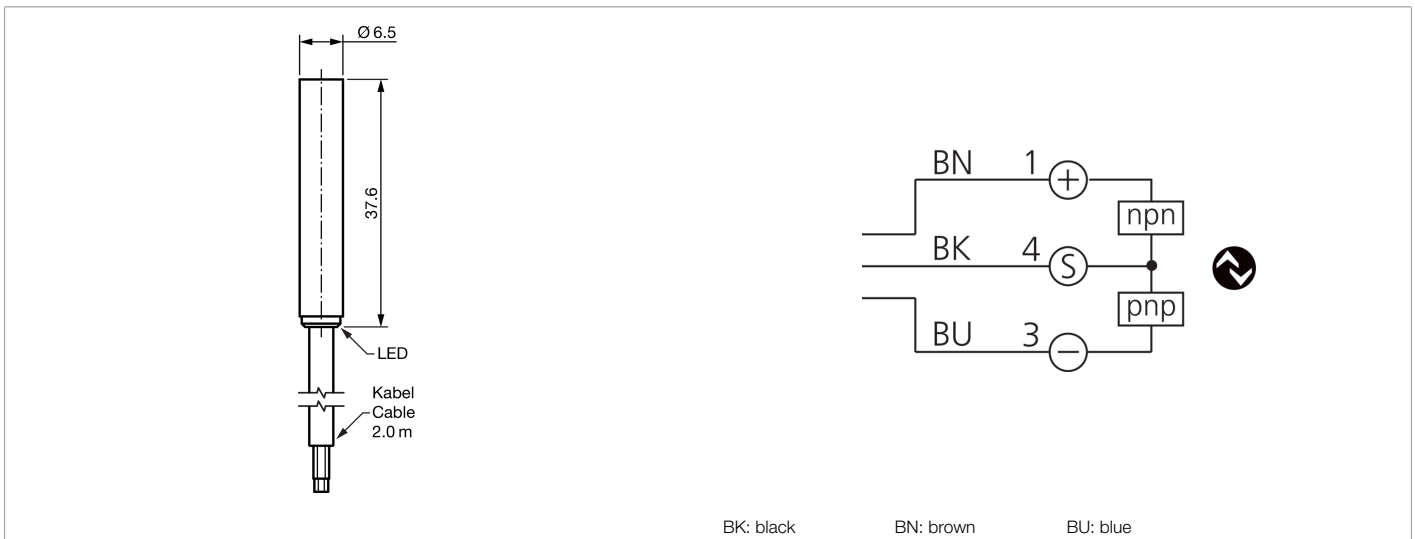 Ø 6.5
37.6
LED
Kabel
Cable
2.0 m
BN 1 +
npn
BK 4 S
pnp
BU 3 −
BK: black BN: brown BU: blue